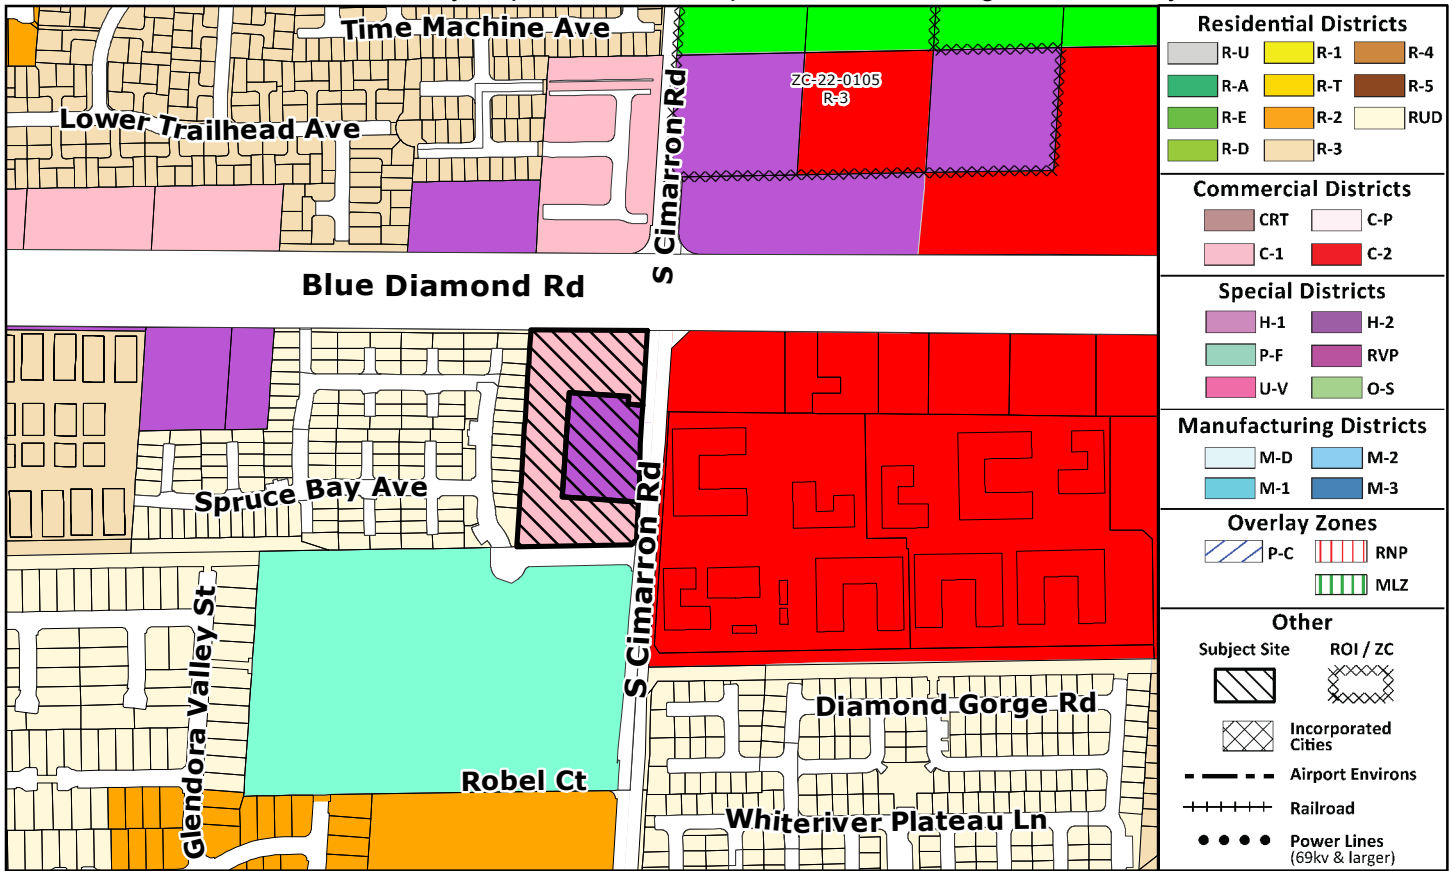 Time Machine Ave
Lower Trailhead Ave
S Cimarron Rd
ZC-22-0105
R-3
Blue Diamond Rd
Spruce Bay Ave
S Cimarron Rd
S Cimarron Rd
Glendora Valley St
Diamond Gorge Rd
Robel Ct
Whiteriver Plateau Ln
Residential Districts
R-U R-1 R-4
R-A R-T R-5
R-E R-2 RUD
R-D R-3
Commercial Districts
CRT C-P
C-1 C-2
Special Districts
H-1 H-2
P-F RVP
U-V O-S
Manufacturing Districts
M-D M-2
M-1 M-3
Overlay Zones
P-C RNP
MLZ
Other
Subject Site ROI / ZC
Incorporated
Cities
Airport Environs
Railroad
Power Lines
(69kv & larger)